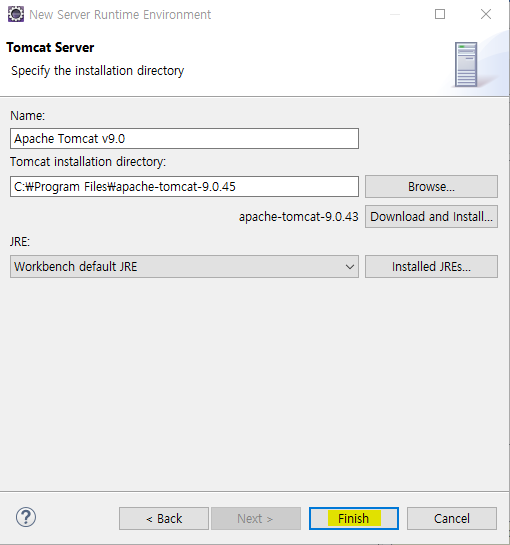 New Server Runtime Environment
Tomcat Server
Specify the installation directory
Name:
Apache Tomcat v9.0
Tomcat installation directory:
C:₩Program Files₩apache-tomcat-9.0.45
Browse...
apache-tomcat-9.0.43
Download and Install...
JRE:
Workbench default JRE
Installed JREs...
?
< Back
Next >
Finish
Cancel